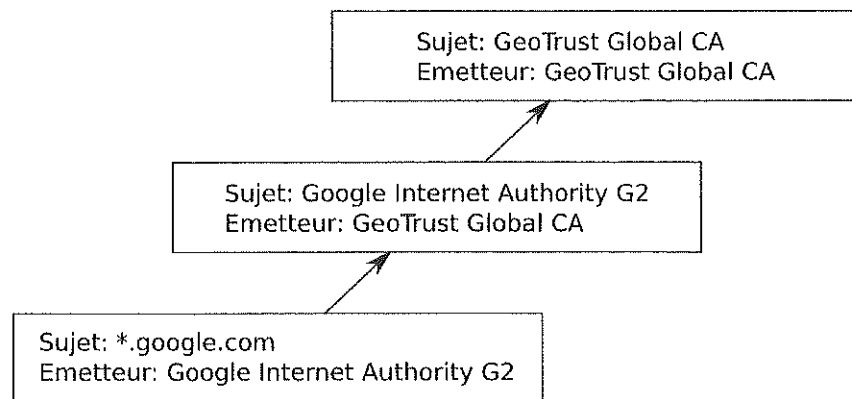 Sujet: GeoTrust Global CA
Emetteur: GeoTrust Global CA
Sujet: Google Internet Authority G2
Emetteur: GeoTrust Global CA
Sujet: *.google.com
Emetteur: Google Internet Authority G2